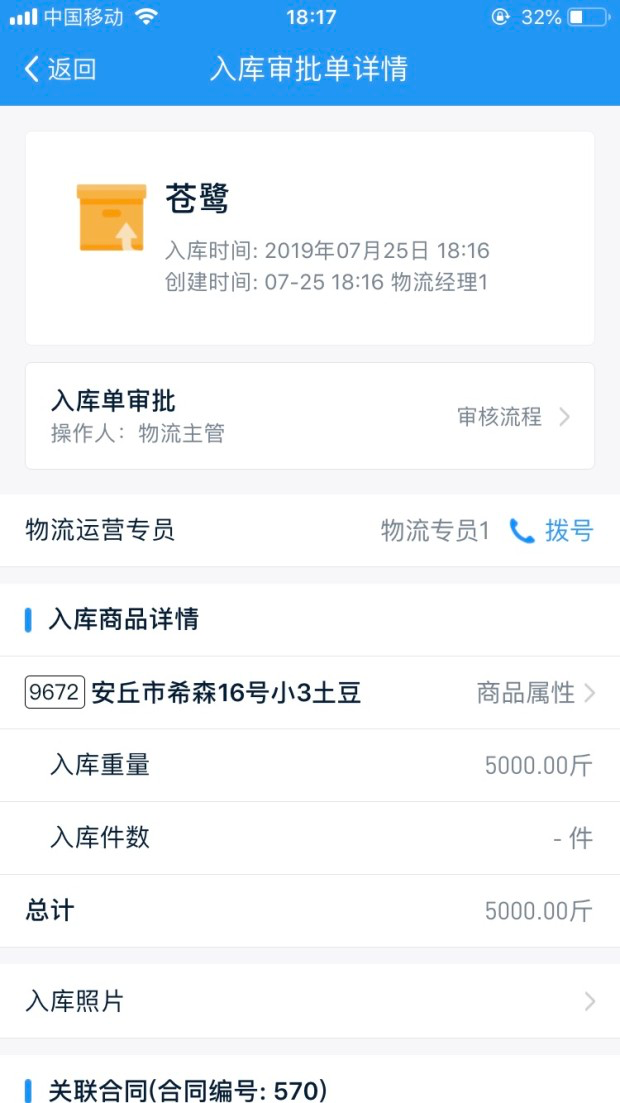 中国移动 18:17 32%
返回 入库审批单详情
苍鹭
入库时间: 2019年07月25日 18:16
创建时间: 07-25 18:16 物流经理1
入库单审批
审核流程
操作人：物流主管
物流运营专员 物流专员1 拨号
入库商品详情
9672 安丘市希森16号小3土豆 商品属性
入库重量 5000.00斤
入库件数 - 件
总计 5000.00斤
入库照片
关联合同(合同编号: 570)